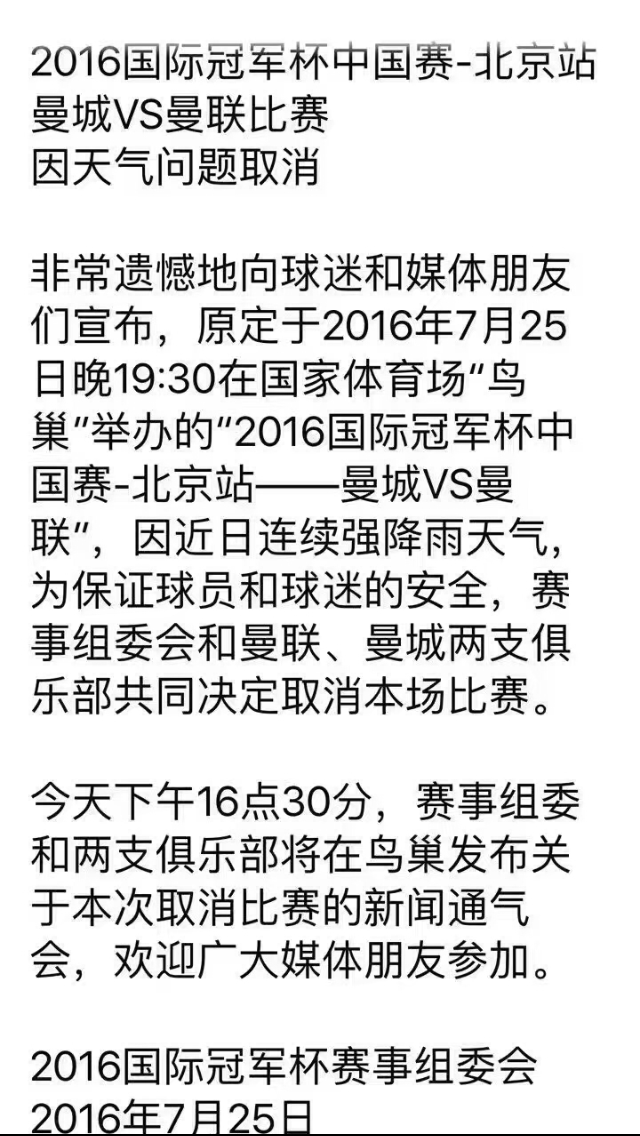 2016国际冠军杯中国赛-北京站
曼城VS曼联比赛
因天气问题取消
非常遗憾地向球迷和媒体朋友
们宣布，原定于2016年7月25
日晚19:30在国家体育场“鸟
巢”举办的“2016国际冠军杯中
国赛-北京站——曼城VS曼
联”，因近日连续强降雨天气，
为保证球员和球迷的安全，赛
事组委会和曼联、曼城两支俱
乐部共同决定取消本场比赛。
今天下午16点30分，赛事组委
和两支俱乐部将在鸟巢发布关
于本次取消比赛的新闻通气
会，欢迎广大媒体朋友参加。
2016国际冠军杯赛事组委会
2016年7月25日